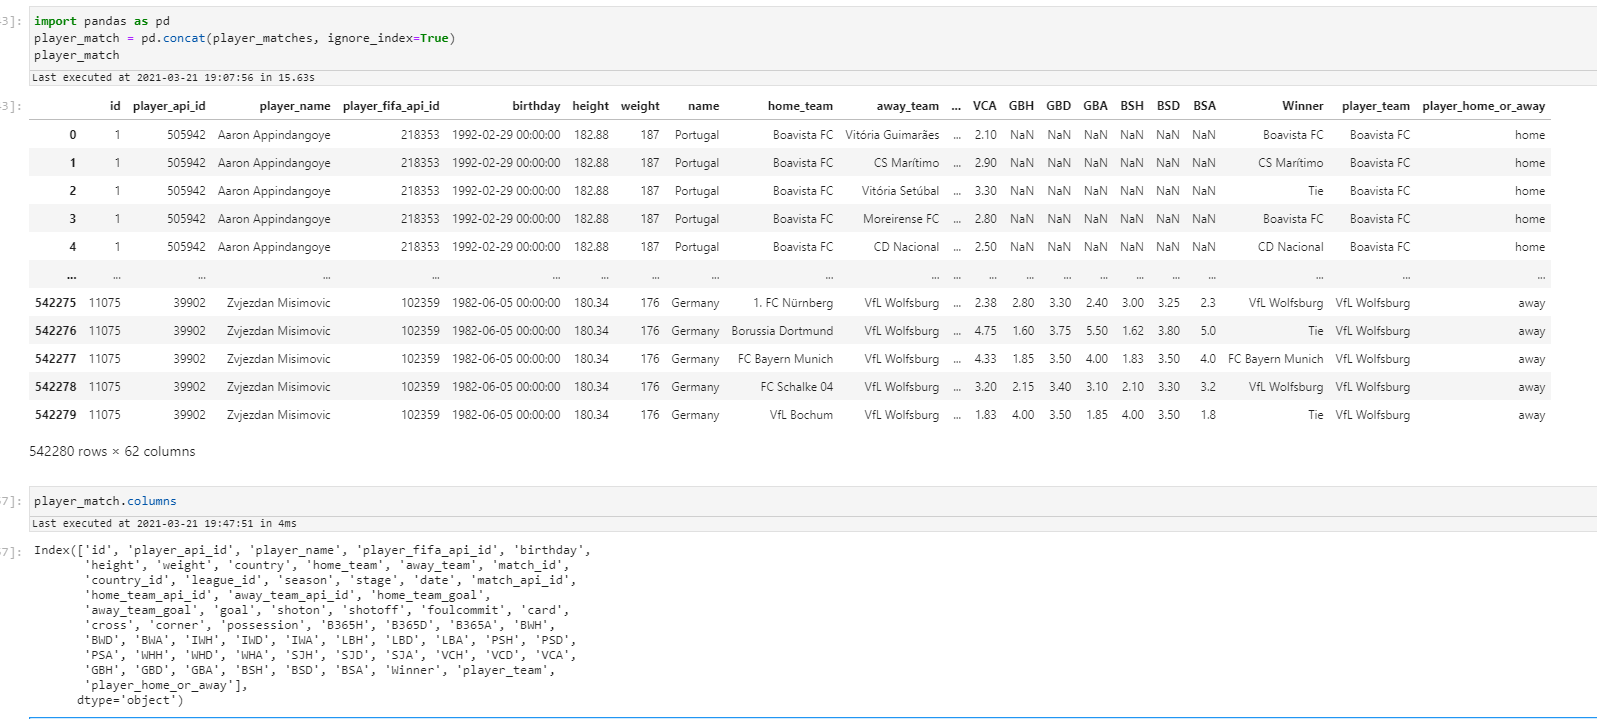 3]: import pandas as pd
player_match = pd.concat(player_matches, ignore_index=True)
player_match
Last executed at 2021-03-21 19:07:56 in 15.63s
3]: id player_api_id player_name player_fifa_api_id birthday height weight name home_team away_team ... VCA GBH GBD GBA BSH BSD BSA Winner player_team player_home_or_away
0 1 505942 Aaron Appindangoye 218353 1992-02-29 00:00:00 182.88 187 Portugal Boavista FC Vitória Guimarães ... 2.10 NaN NaN NaN NaN NaN NaN Boavista FC Boavista FC home
1 1 505942 Aaron Appindangoye 218353 1992-02-29 00:00:00 182.88 187 Portugal Boavista FC CS Marítimo ... 2.90 NaN NaN NaN NaN NaN NaN CS Marítimo Boavista FC home
2 1 505942 Aaron Appindangoye 218353 1992-02-29 00:00:00 182.88 187 Portugal Boavista FC Vitória Setúbal ... 3.30 NaN NaN NaN NaN NaN NaN Tie Boavista FC home
3 1 505942 Aaron Appindangoye 218353 1992-02-29 00:00:00 182.88 187 Portugal Boavista FC Moreirense FC ... 2.80 NaN NaN NaN NaN NaN NaN Boavista FC Boavista FC home
4 1 505942 Aaron Appindangoye 218353 1992-02-29 00:00:00 182.88 187 Portugal Boavista FC CD Nacional ... 2.50 NaN NaN NaN NaN NaN NaN CD Nacional Boavista FC home
... ... ... ... ... ... ... ... ... ... ... ... ... ... ... ... ... ... ... ... ... ...
542275 11075 39902 Zvjezdan Misimovic 102359 1982-06-05 00:00:00 180.34 176 Germany 1. FC Nürnberg VfL Wolfsburg ... 2.38 2.80 3.30 2.40 3.00 3.25 2.3 VfL Wolfsburg VfL Wolfsburg away
542276 11075 39902 Zvjezdan Misimovic 102359 1982-06-05 00:00:00 180.34 176 Germany Borussia Dortmund VfL Wolfsburg ... 4.75 1.60 3.75 5.50 1.62 3.80 5.0 Tie VfL Wolfsburg away
542277 11075 39902 Zvjezdan Misimovic 102359 1982-06-05 00:00:00 180.34 176 Germany FC Bayern Munich VfL Wolfsburg ... 4.33 1.85 3.50 4.00 1.83 3.50 4.0 FC Bayern Munich VfL Wolfsburg away
542278 11075 39902 Zvjezdan Misimovic 102359 1982-06-05 00:00:00 180.34 176 Germany FC Schalke 04 VfL Wolfsburg ... 3.20 2.15 3.40 3.10 2.10 3.30 3.2 VfL Wolfsburg VfL Wolfsburg away
542279 11075 39902 Zvjezdan Misimovic 102359 1982-06-05 00:00:00 180.34 176 Germany VfL Bochum VfL Wolfsburg ... 1.83 4.00 3.50 1.85 4.00 3.50 1.8 Tie VfL Wolfsburg away
542280 rows × 62 columns
7]: player_match.columns
Last executed at 2021-03-21 19:47:51 in 4ms
7]: Index(['id', 'player_api_id', 'player_name', 'player_fifa_api_id', 'birthday',
'height', 'weight', 'country', 'home_team', 'away_team', 'match_id',
'country_id', 'league_id', 'season', 'stage', 'date', 'match_api_id',
'home_team_api_id', 'away_team_api_id', 'home_team_goal',
'away_team_goal', 'goal', 'shoton', 'shotoff', 'foulcommit', 'card',
'cross', 'corner', 'possession', 'B365H', 'B365D', 'B365A', 'BWH',
'BWD', 'BWA', 'IWH', 'IWD', 'IWA', 'LBH', 'LBD', 'LBA', 'PSH', 'PSD',
'PSA', 'WHH', 'WHD', 'WHA', 'SJH', 'SJD', 'SJA', 'VCH', 'VCD', 'VCA',
'GBH', 'GBD', 'GBA', 'BSH', 'BSD', 'BSA', 'Winner', 'player_team',
'player_home_or_away'],
dtype='object')